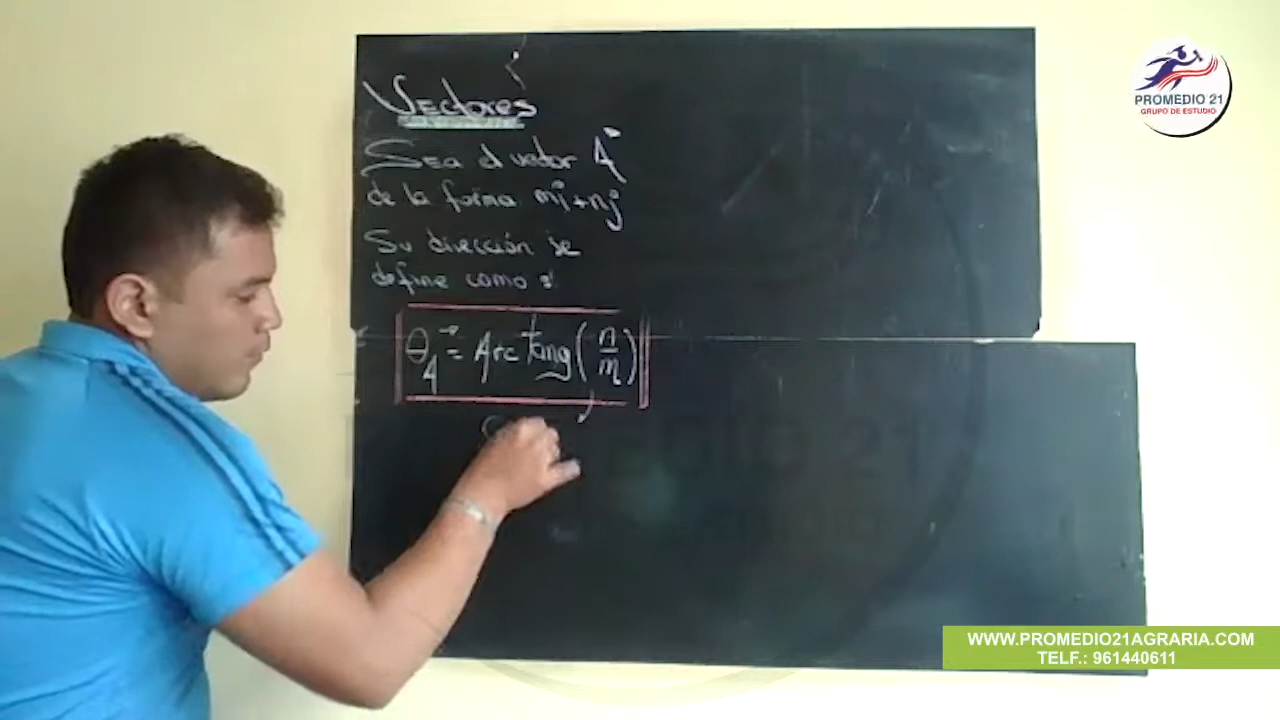 Vectores
Sea el vector A
de la forma mi+nj
Su dirección se
define como:
θA = Arc Tang (n/m)
PROMEDIO 21
GRUPO DE ESTUDIO
WWW.PROMEDIO21AGRARIA.COM
TELF.: 961440611